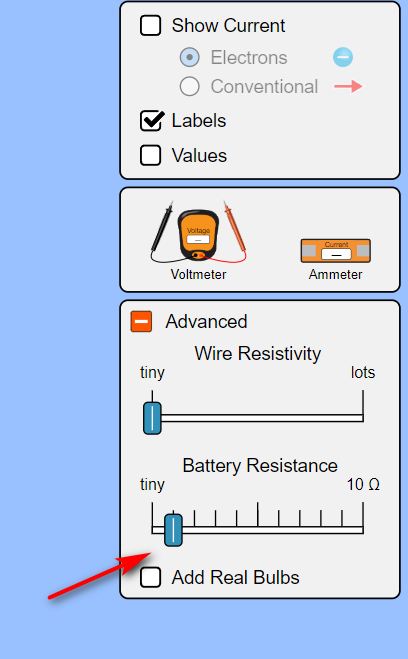 Show Current
Electrons
Conventional
Labels
Values
Voltage
Current
Voltmeter
Ammeter
Advanced
Wire Resistivity
tiny lots
Battery Resistance
tiny 10 Ω
Add Real Bulbs